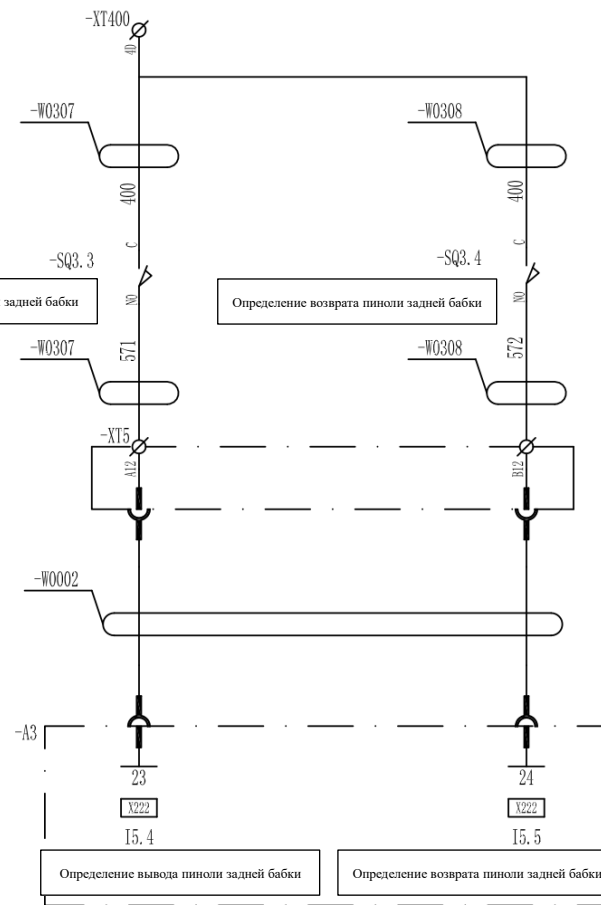 -XT400
4D
-W0307
-W0308
400
400
C
C
-SQ3.3
-SQ3.4
задней бабки
Определение возврата пиноли задней бабки
NO
NO
571
572
-W0307
-W0308
-XT5
A12
B12
-W0002
-A3
23
24
X222
X222
I5.4
I5.5
Определение вывода пиноли задней бабки
Определение возврата пиноли задней бабки